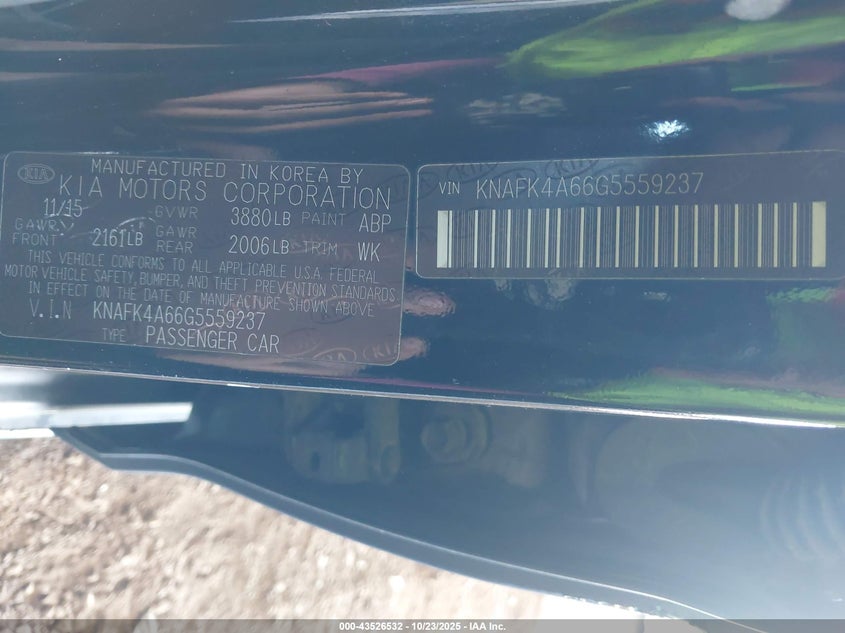 KIA
MANUFACTURED IN KOREA BY
KIA MOTORS CORPORATION
11/15 GVWR 3880LB PAINT ABP
GAWR FRONT 2161LB GAWR REAR 2006LB TRIM WK
THIS VEHICLE CONFORMS TO ALL APPLICABLE U.S.A. FEDERAL
MOTOR VEHICLE SAFETY, BUMPER, AND THEFT PREVENTION STANDARDS
IN EFFECT ON THE DATE OF MANUFACTURE SHOWN ABOVE
V.I.N KNAFK4A66G5559237
TYPE PASSENGER CAR
VIN KNAFK4A66G5559237
000-43526532 | 10/23/2025 | IAA Inc.